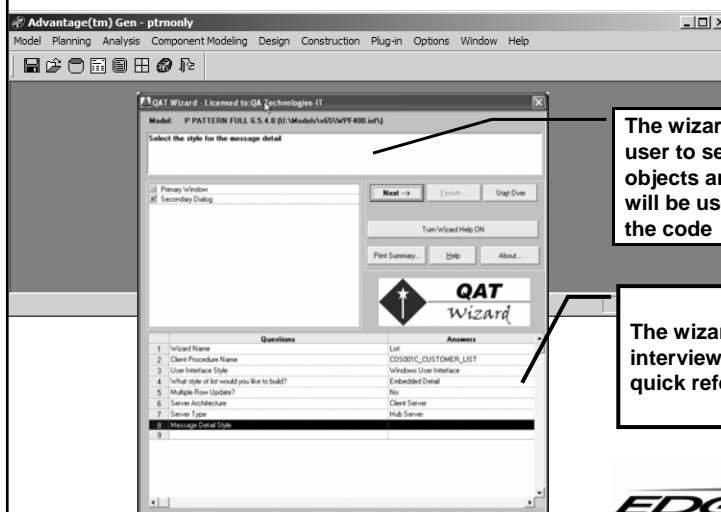 Advantage(tm) Gen - ptrnonly
Model Planning Analysis Component Modeling Design Construction Plug-in Options Window Help
QAT Wizard - Licensed to:QA Technologies-IT
Model: P PATTERN FULL 6.5.4.0 (U:\Models\v65\WPF400.ief\)
Select the style for the message detail
Primary Window
Secondary Dialog
Next -->
Finish...
Start Over
Turn Wizard Help ON
Print Summary...
Help
About...
QAT
Wizard
Questions Answers
1 Wizard Name List
2 Client Procedure Name CDS001C_CUSTOMER_LIST
3 User Interface Style Windows User Interface
4 What style of list would you like to build? Embedded Detail
5 Multiple Row Update? No
6 Server Architecture Client Server
7 Server Type Hub Server
8 Message Detail Style
9
The wizar
user to se
objects a
will be us
the code
The wiza
interview
quick ref
EDG